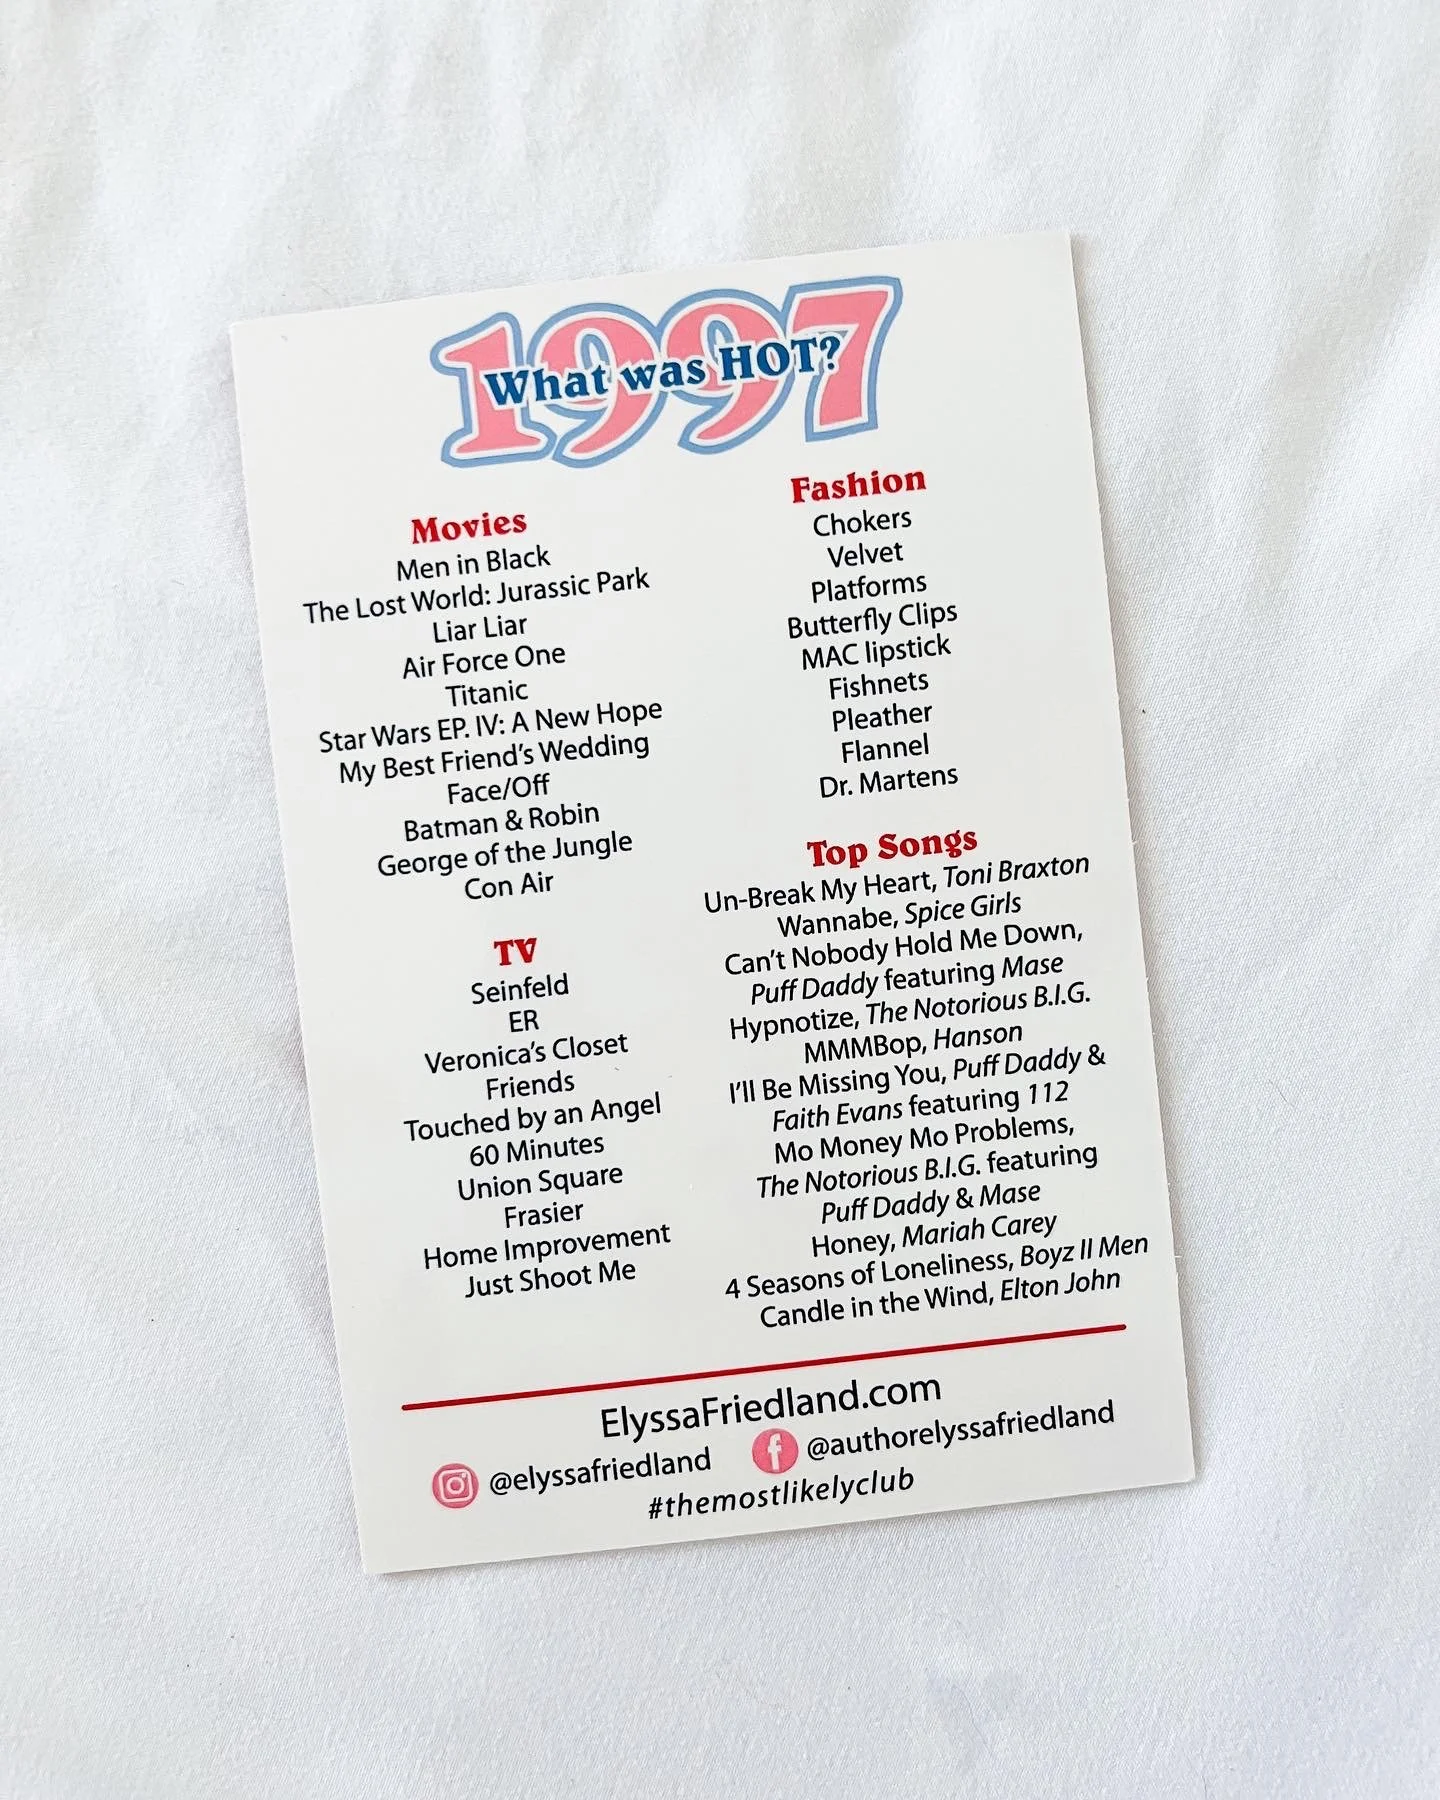 1997
What was HOT?
Movies
Men in Black
The Lost World: Jurassic Park
Liar Liar
Air Force One
Titanic
Star Wars EP. IV: A New Hope
My Best Friend's Wedding
Face/Off
Batman & Robin
George of the Jungle
Con Air
TV
Seinfeld
ER
Veronica's Closet
Friends
Touched by an Angel
60 Minutes
Union Square
Frasier
Home Improvement
Just Shoot Me
Fashion
Chokers
Velvet
Platforms
Butterfly Clips
MAC lipstick
Fishnets
Pleather
Flannel
Dr. Martens
Top Songs
Un-Break My Heart, Toni Braxton
Wannabe, Spice Girls
Can't Nobody Hold Me Down,
Puff Daddy featuring Mase
Hypnotize, The Notorious B.I.G.
MMMBop, Hanson
I'll Be Missing You, Puff Daddy &
Faith Evans featuring 112
Mo Money Mo Problems,
The Notorious B.I.G. featuring
Puff Daddy & Mase
Honey, Mariah Carey
4 Seasons of Loneliness, Boyz II Men
Candle in the Wind, Elton John
ElyssaFriedland.com
@elyssafriedland @authorelyssafriedland
#themostlikelyclub